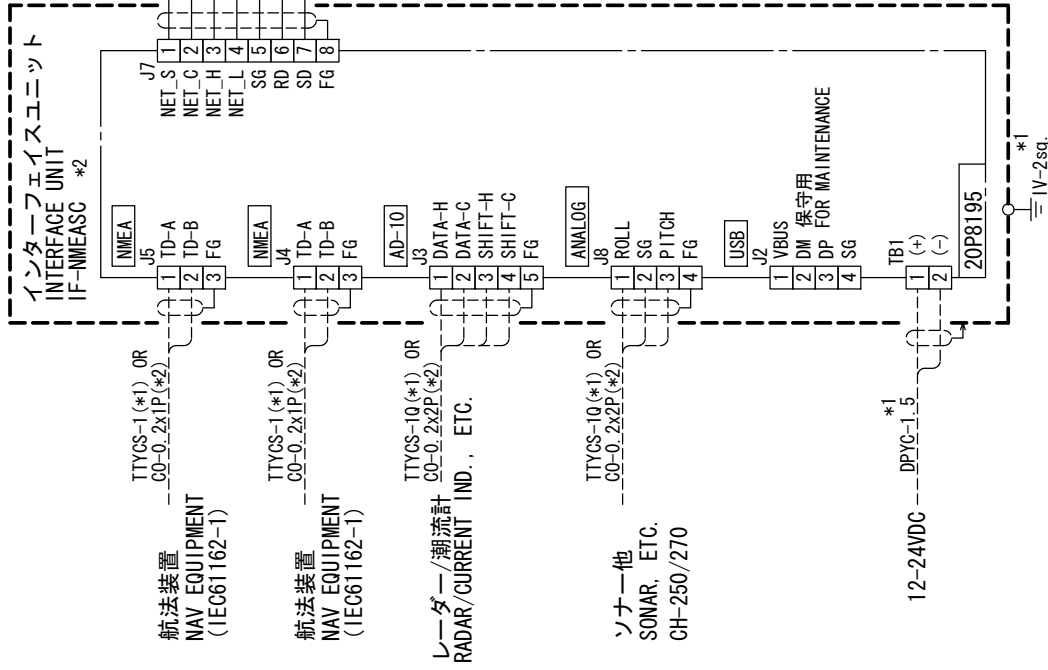 インターフェイスユニット
INTERFACE UNIT
IF-NMEASC *2
J7
NET_S 1
NET_C 2
NET_H 3
NET_L 4
SG 5
RD 6
SD 7
FG 8
航法装置
NAV EQUIPMENT
(IEC61162-1)
TTYCS-1(*1) OR
CO-0.2x1P(*2)
NMEA
J5
1 TD-A
2 TD-B
3 FG
航法装置
NAV EQUIPMENT
(IEC61162-1)
TTYCS-1(*1) OR
CO-0.2x1P(*2)
NMEA
J4
1 TD-A
2 TD-B
3 FG
レーダー/潮流計
RADAR/CURRENT IND., ETC.
TTYCS-1Q(*1) OR
CO-0.2x2P(*2)
AD-10
J3
1 DATA-H
2 DATA-C
3 SHIFT-H
4 SHIFT-C
5 FG
ソナー他
SONAR, ETC.
CH-250/270
TTYCS-1Q(*1) OR
CO-0.2x2P(*2)
ANALOG
J8
1 ROLL
2 SG
3 PITCH
4 FG
USB
J2
1 VBUS
2 DM
3 DP
4 SG
保守用
FOR MAINTENANCE
12-24VDC
*1
DPYC-1.5
TB1
1 (+)
2 (-)
20P8195
*1
IV-2sq.